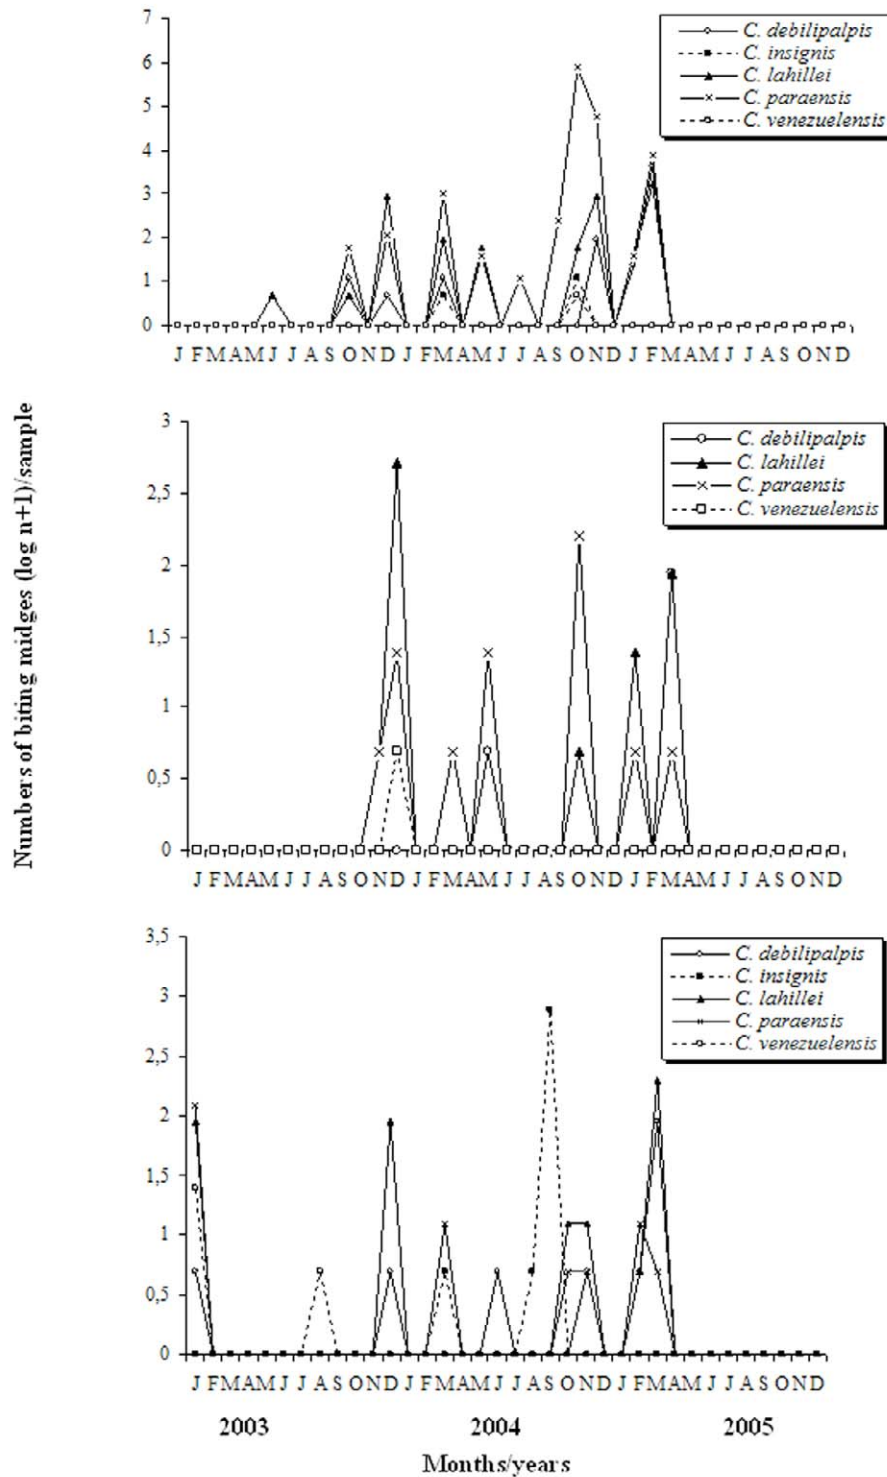 7
6
5
4
3
2
1
0
C. debilipalpis
C. insignis
C. lahillei
C. paraensis
C. venezuelensis
J F M A M J J A S O N D J F M A M J J A S O N D J F M A M J J A S O N D
Numbers of biting midges (log n+1)/sample
3
2,5
2
1,5
1
0,5
0
C. debilipalpis
C. lahillei
C. paraensis
C. venezuelensis
J F M A M J J A S O N D J F M A M J J A S O N D J F M A M J J A S O N D
3,5
3
2,5
2
1,5
1
0,5
0
C. debilipalpis
C. insignis
C. lahillei
C. paraensis
C. venezuelensis
J F M A M J J A S O N D J F M A M J J A S O N D J F M A M J J A S O N D
2003 2004 2005
Months/years